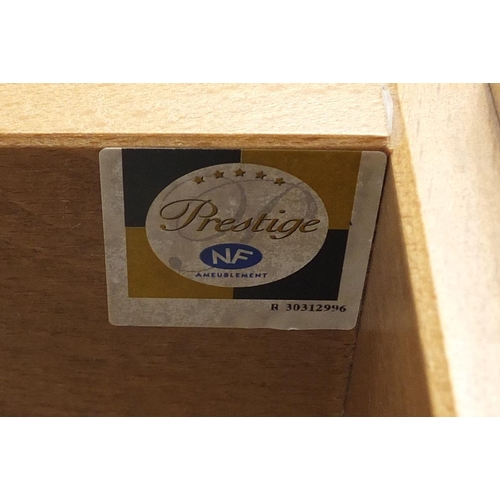 Prestige
NF
AMEUBLEMENT
R 30312996